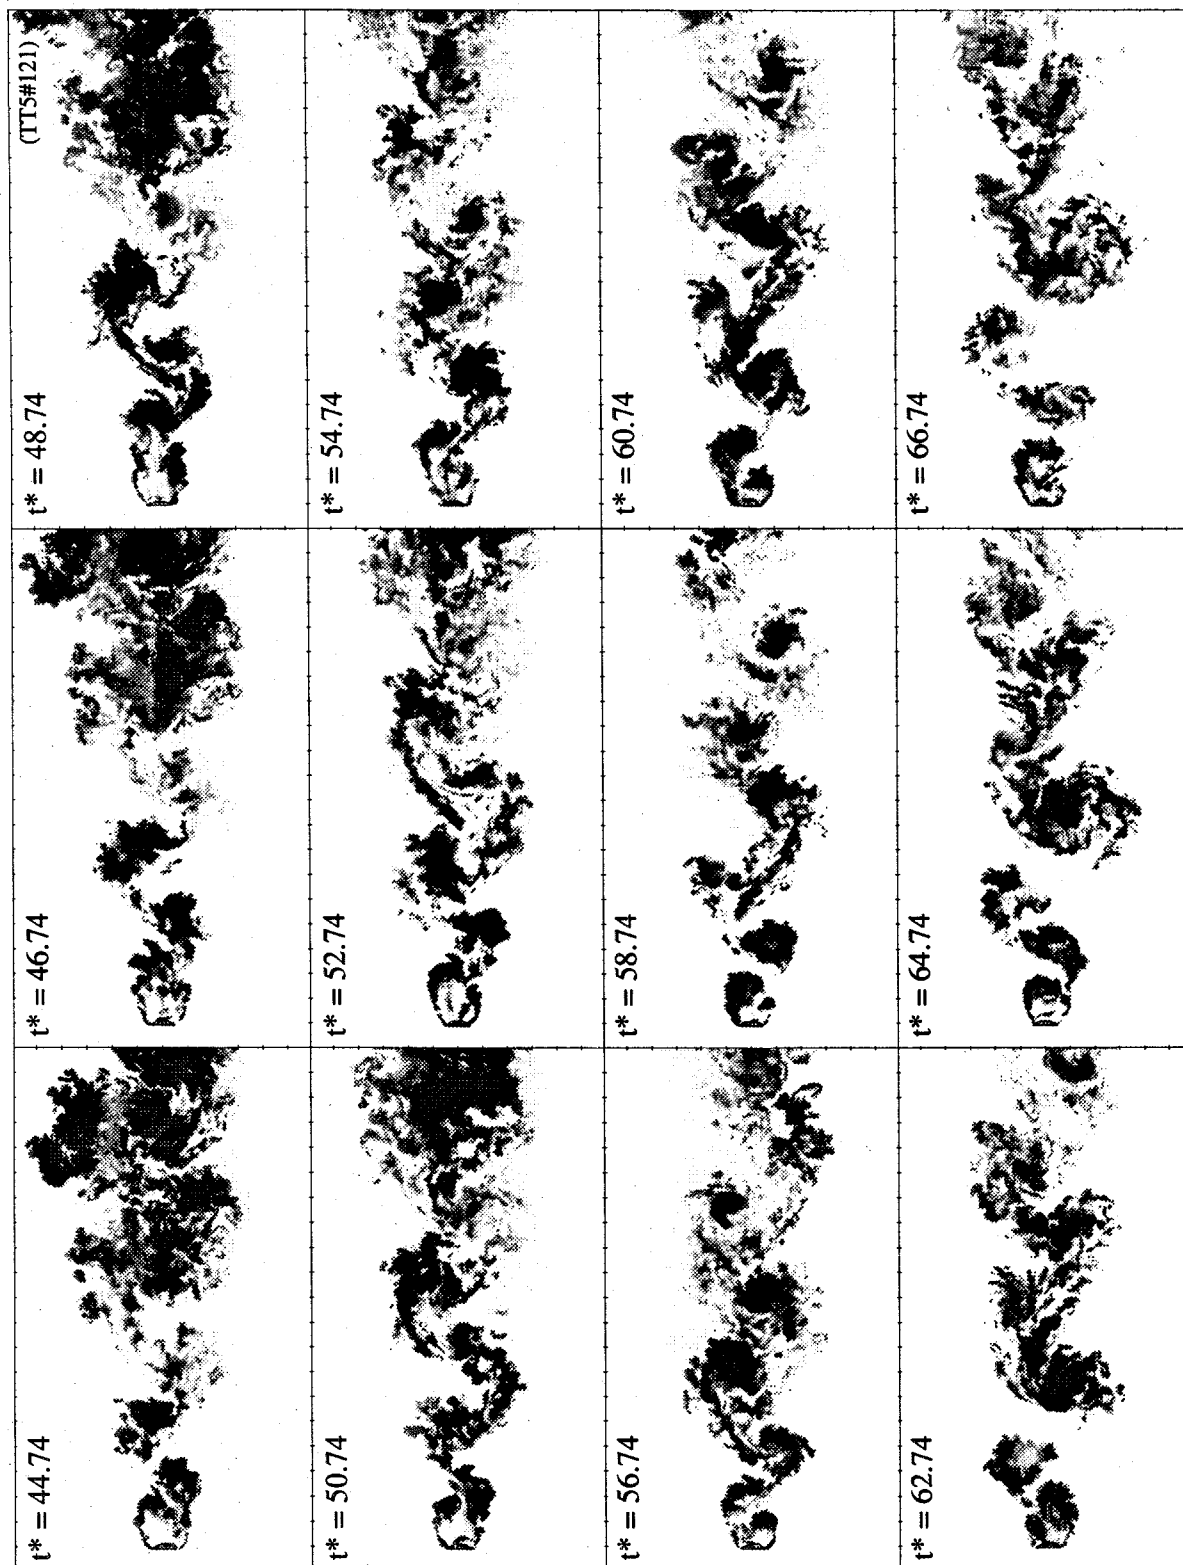 (TT5#121)
t* = 44.74
t* = 46.74
t* = 48.74
t* = 50.74
t* = 52.74
t* = 54.74
t* = 56.74
t* = 58.74
t* = 60.74
t* = 62.74
t* = 64.74
t* = 66.74